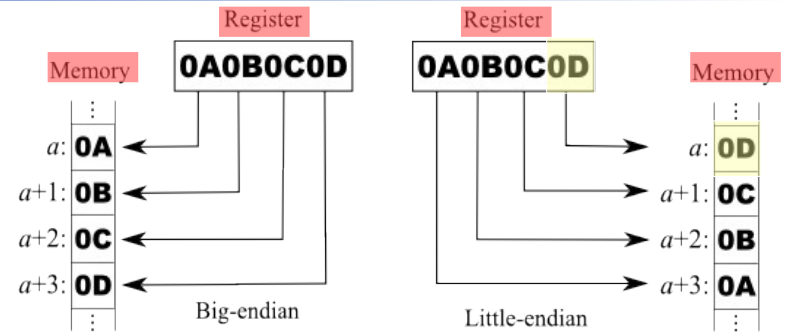 Register
Register
Memory
0A0B0C0D
0A0B0C0D
Memory
a: 0A
a: 0D
a+1: 0B
a+1: 0C
a+2: 0C
a+2: 0B
a+3: 0D
a+3: 0A
Big-endian
Little-endian